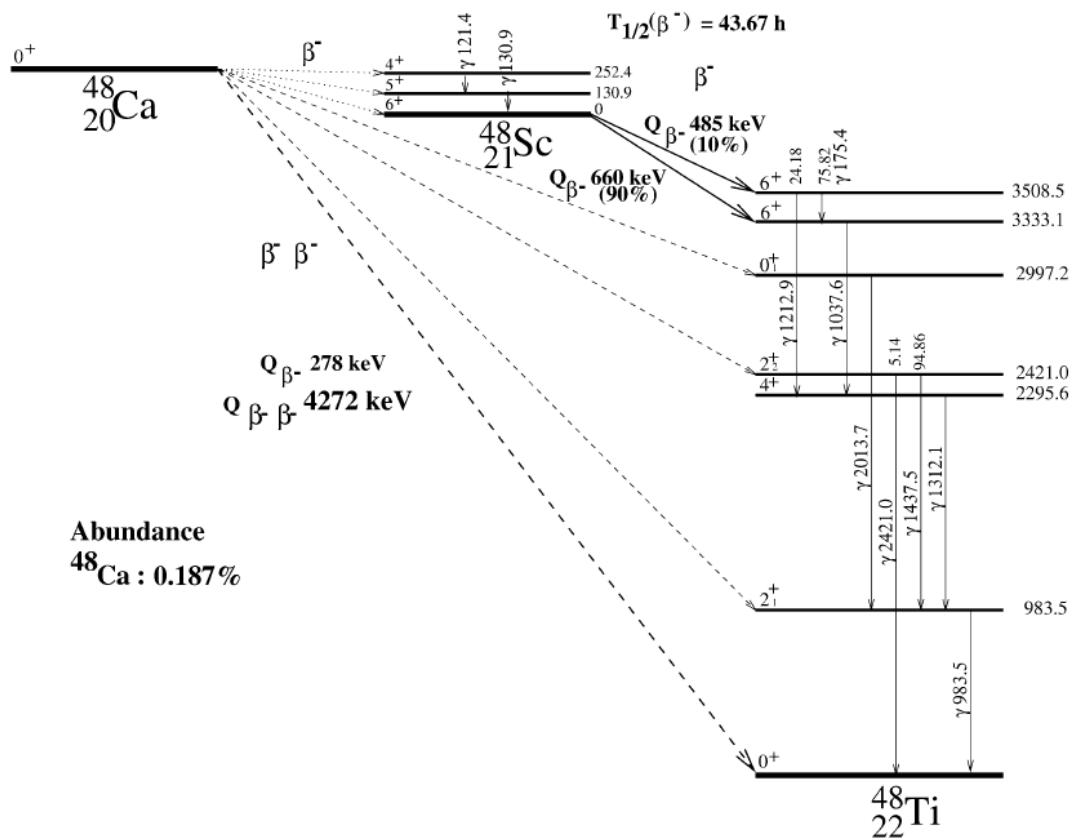 T1/2(β⁻) = 43.67 h
0⁺
β⁻
4⁺
γ 121.4
γ 130.9
252.4
5⁺
130.9
6⁺
0
48
20Ca
48
21Sc
β⁻
Q β- 485 keV
(10%)
Q β- 660 keV
(90%)
24.18
75.82
γ 175.4
6⁺
3508.5
6⁺
3333.1
0⁺1
2997.2
β⁻ β⁻
γ 1212.9
γ 1037.6
5.14
94.86
2⁺2
2421.0
4⁺
2295.6
Q β- 278 keV
Q β- β- 4272 keV
γ 2013.7
γ 2421.0
γ 1437.5
γ 1312.1
Abundance
48Ca : 0.187%
2⁺1
983.5
γ 983.5
0⁺
48
22Ti